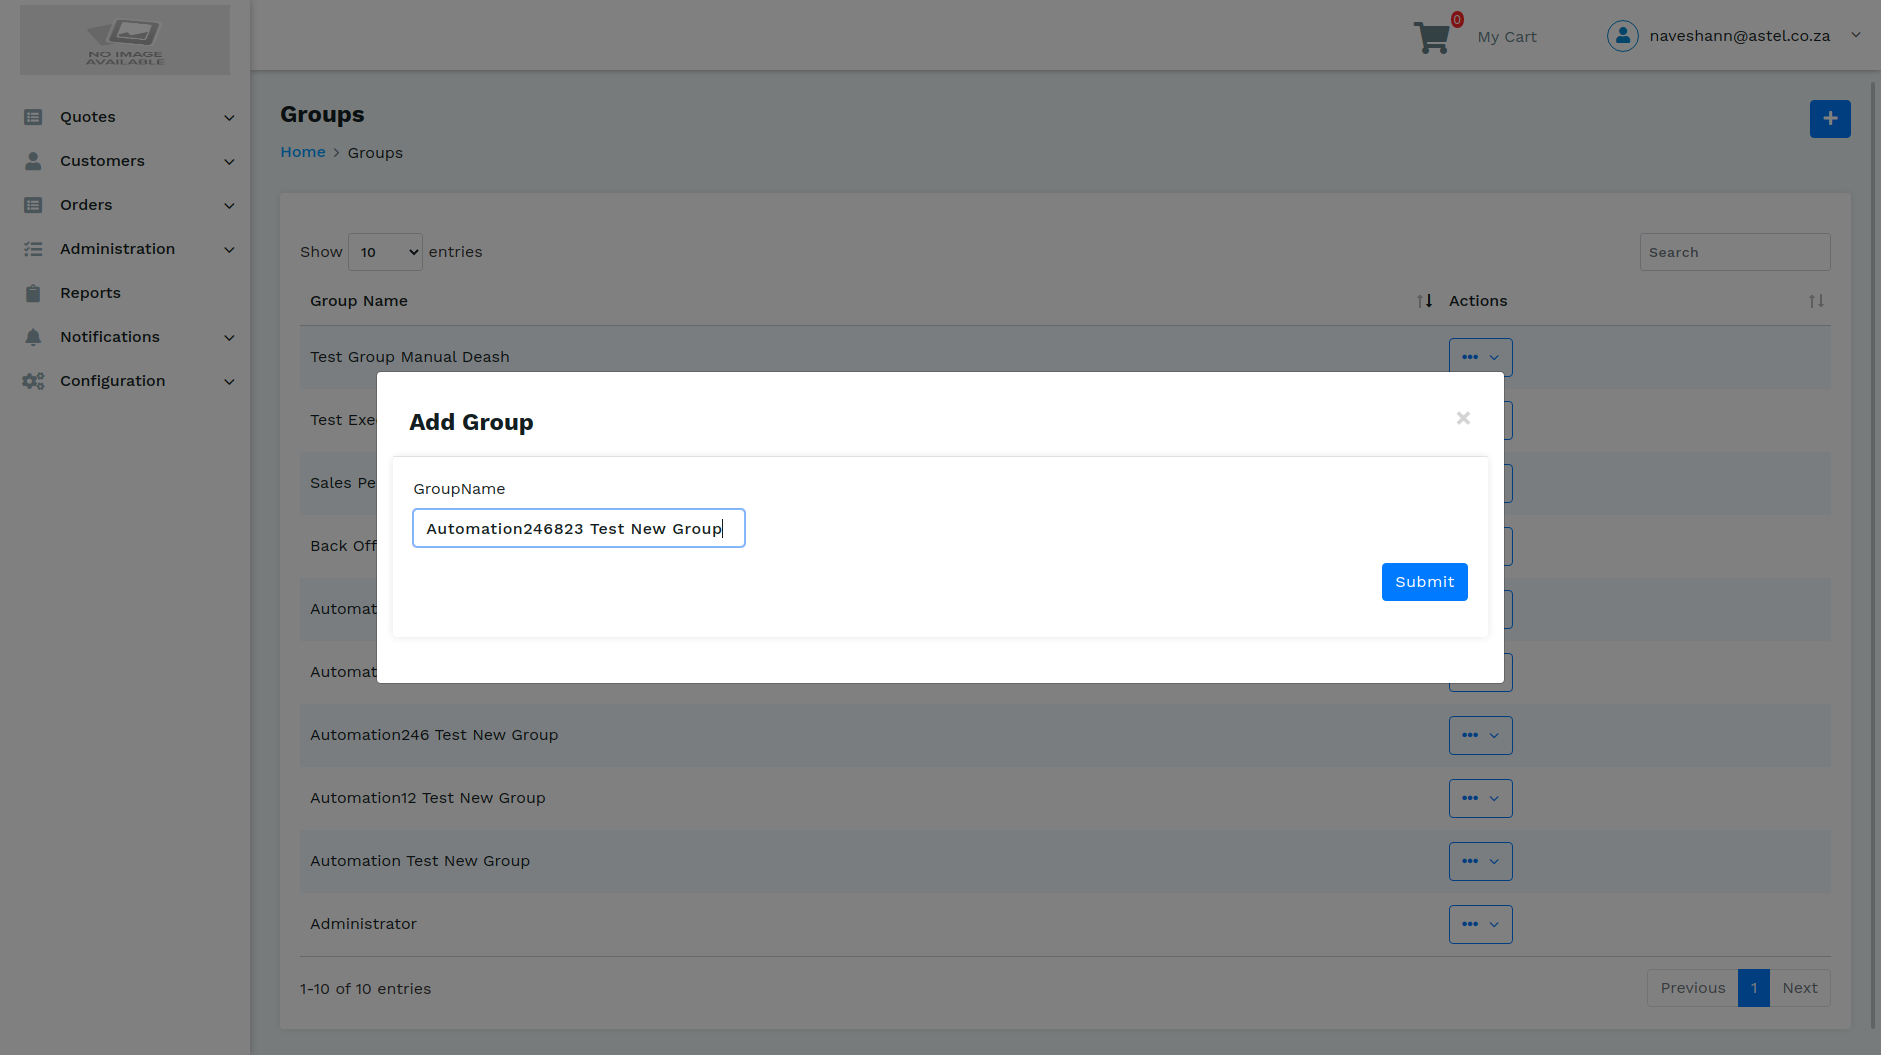 NO IMAGE
AVAILABLE
0
My Cart
naveshann@astel.co.za
Quotes
Customers
Orders
Administration
Reports
Notifications
Configuration
Groups
Home > Groups
Show 10 entries
Search
Group Name
Actions
Test Group Manual Deash
Test Exe
Sales Pe
Back Off
Automat
Automat
Automation246 Test New Group
Automation12 Test New Group
Automation Test New Group
Administrator
1-10 of 10 entries
Previous 1 Next
Add Group
×
GroupName
Automation246823 Test New Group
Submit